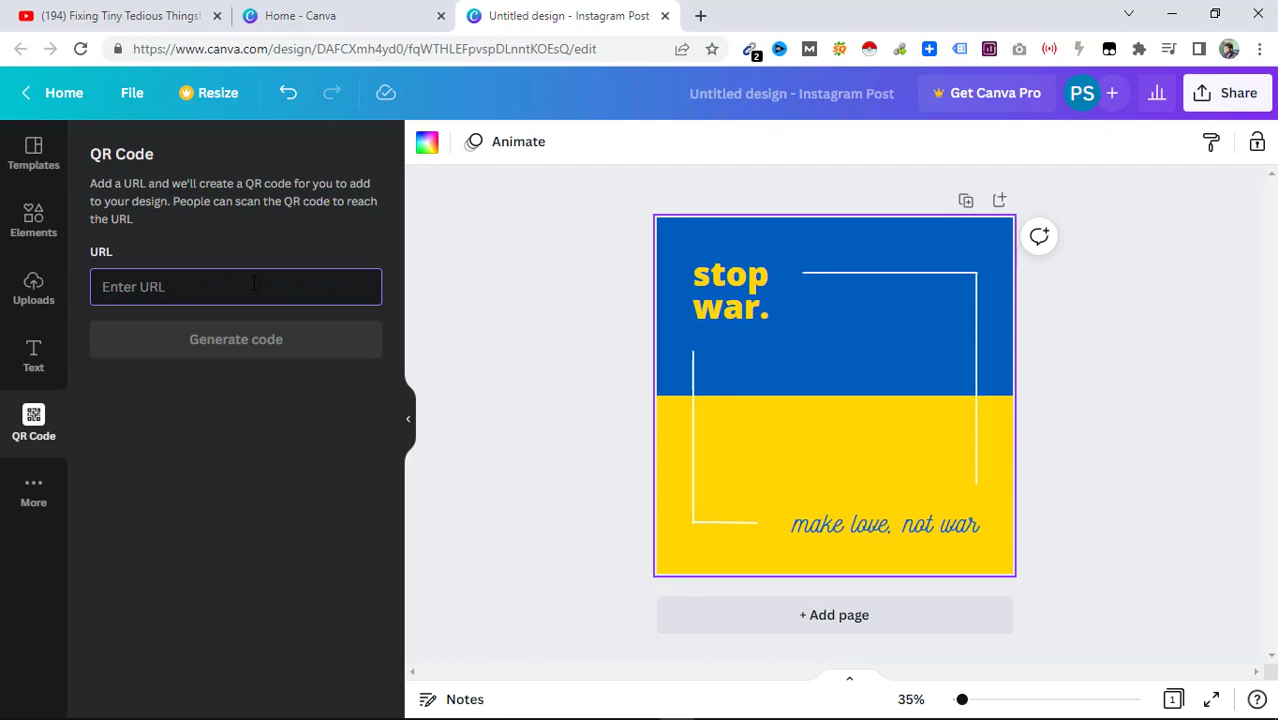 (194) Fixing Tiny Tedious Things!
Home - Canva
Untitled design - Instagram Post
https://www.canva.com/design/DAFCXmh4yd0/fqWTHLEFpvspDLnntKOEsQ/edit
2
Home
File
Resize
Untitled design - Instagram Post
Get Canva Pro
PS
Share
Templates
Elements
Uploads
Text
QR Code
More
QR Code
Add a URL and we'll create a QR code for you to add
to your design. People can scan the QR code to reach
the URL
URL
Enter URL
Generate code
Animate
stop
war.
make love, not war
+ Add page
Notes
35%
1